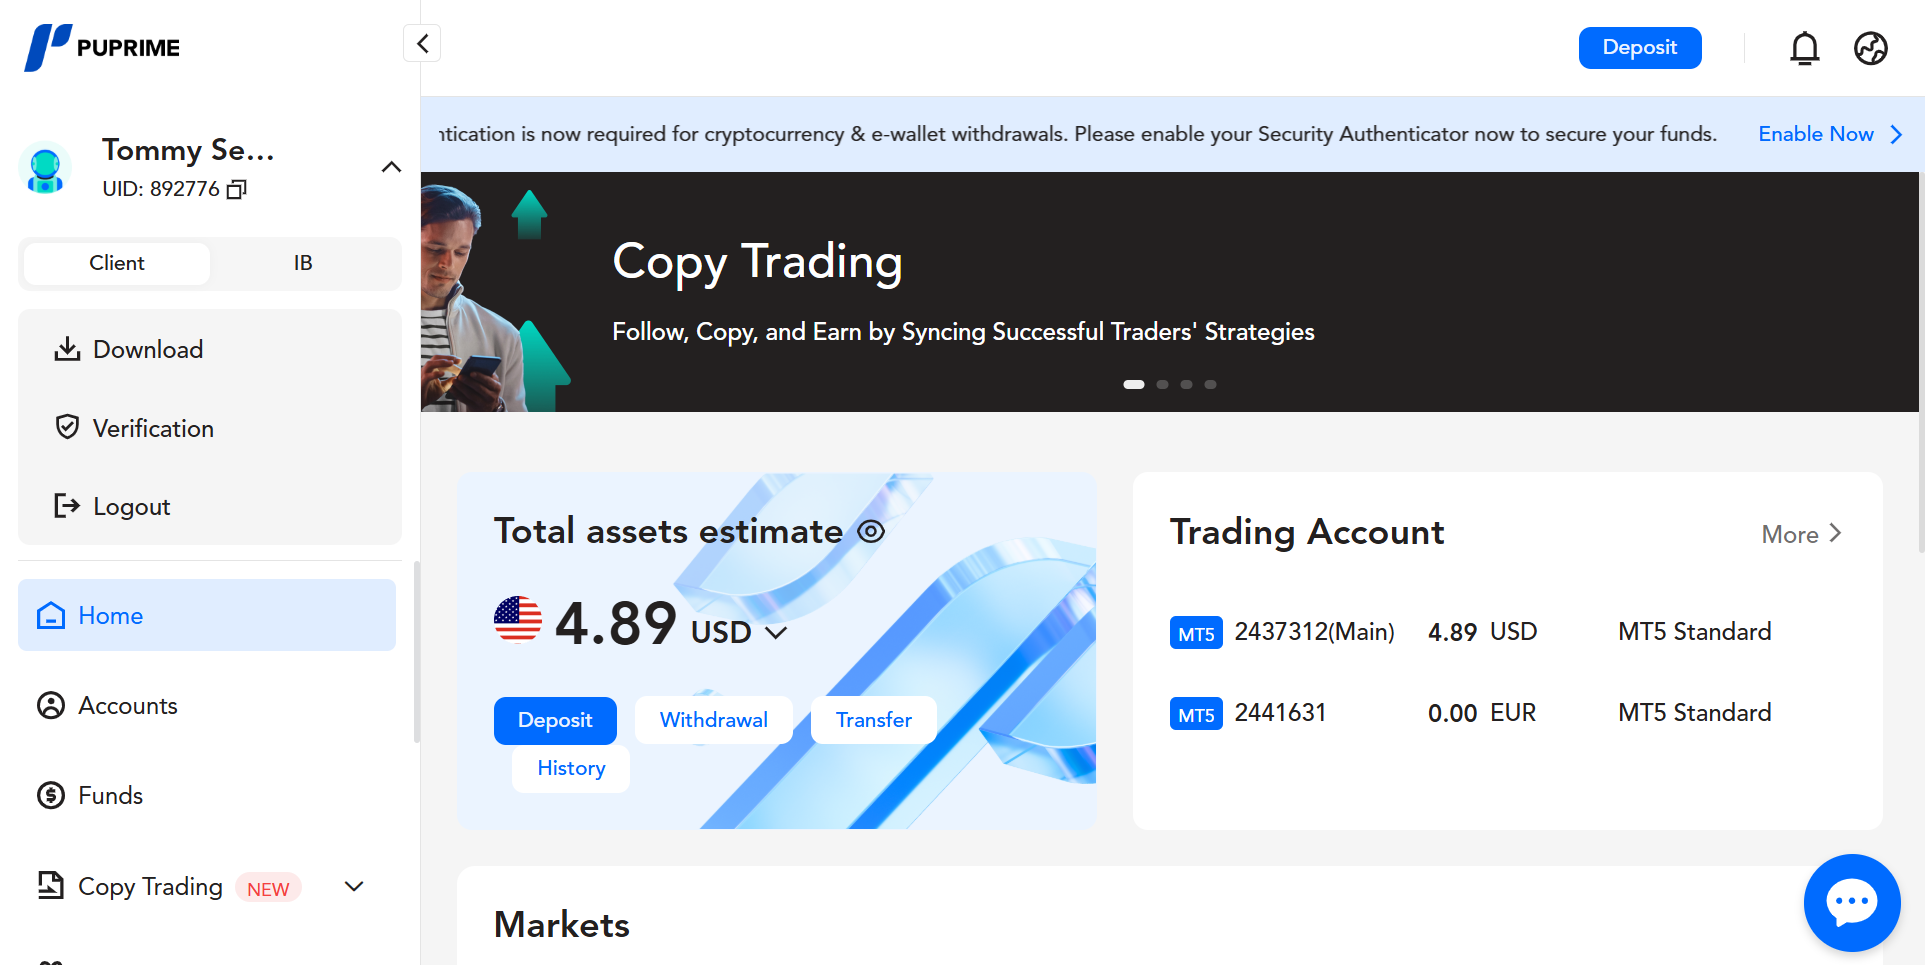 PUPRIME
Deposit
Tommy Se...
UID: 892776
Client
IB
Download
Verification
Logout
Home
Accounts
Funds
Copy Trading NEW
ntication is now required for cryptocurrency & e-wallet withdrawals. Please enable your Security Authenticator now to secure your funds.
Enable Now
Copy Trading
Follow, Copy, and Earn by Syncing Successful Traders' Strategies
Total assets estimate
4.89 USD
Deposit
Withdrawal
Transfer
History
Trading Account
More
MT5 2437312(Main) 4.89 USD MT5 Standard
MT5 2441631 0.00 EUR MT5 Standard
Markets